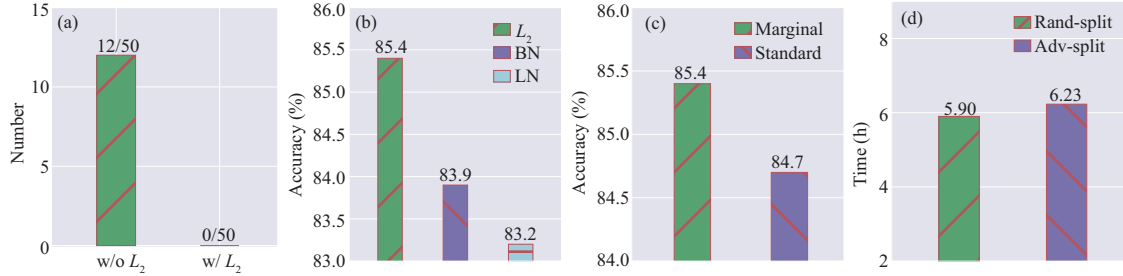 (a)
Number
15
10
5
0
12/50
0/50
w/o L₂
w/ L₂
(b)
Accuracy (%)
86.0
85.5
85.0
84.5
84.0
83.5
83.0
85.4
83.9
83.2
L₂
BN
LN
(c)
Accuracy (%)
86.0
85.5
85.0
84.5
84.0
85.4
84.7
Marginal
Standard
(d)
Time (h)
8
6
4
2
5.90
6.23
Rand-split
Adv-split